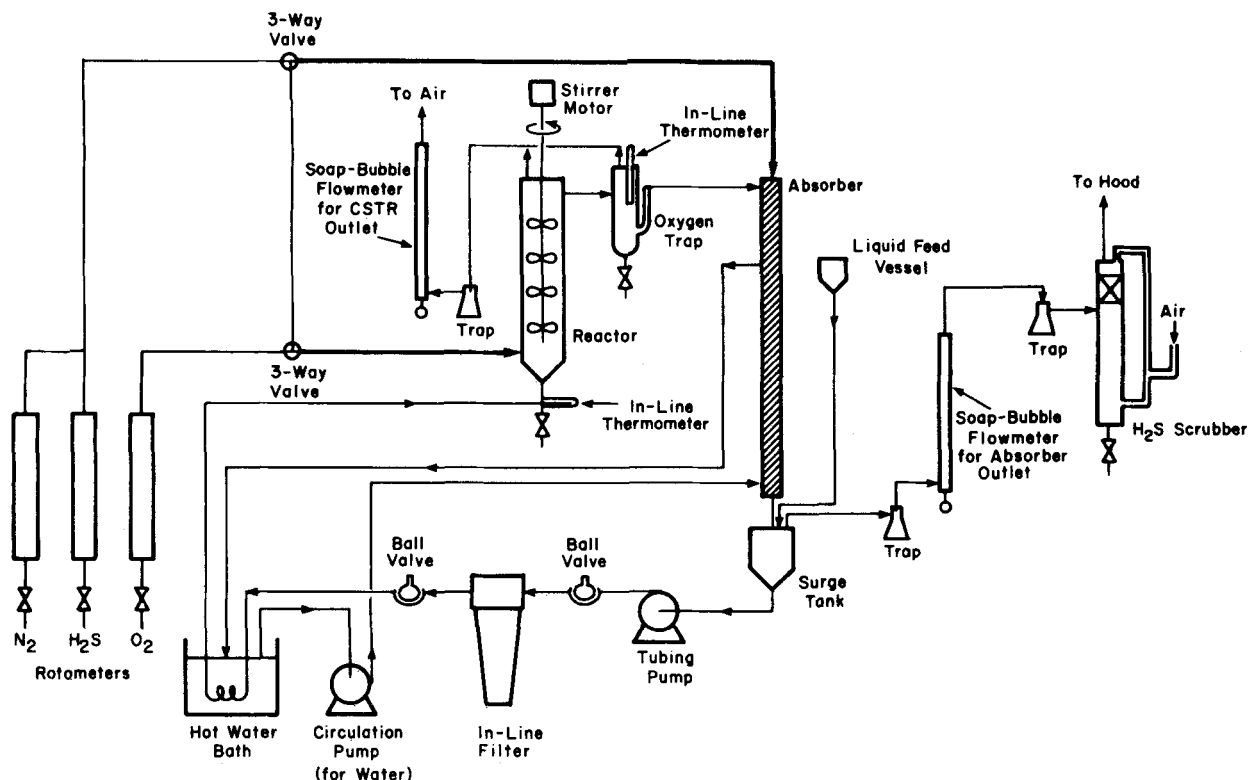 3-Way
Valve
To Air
Stirrer
Motor
In-Line
Thermometer
Soap-Bubble
Flowmeter
for CSTR
Outlet
Absorber
To Hood
Oxygen
Trap
Liquid Feed
Vessel
Trap
Reactor
Air
Trap
3-Way
Valve
In-Line
Thermometer
Soap-Bubble
Flowmeter
for Absorber
Outlet
H2S Scrubber
Ball
Valve
Ball
Valve
Trap
Surge
Tank
N2
H2S
O2
Rotometers
Tubing
Pump
Hot Water
Bath
Circulation
Pump
(for Water)
In-Line
Filter